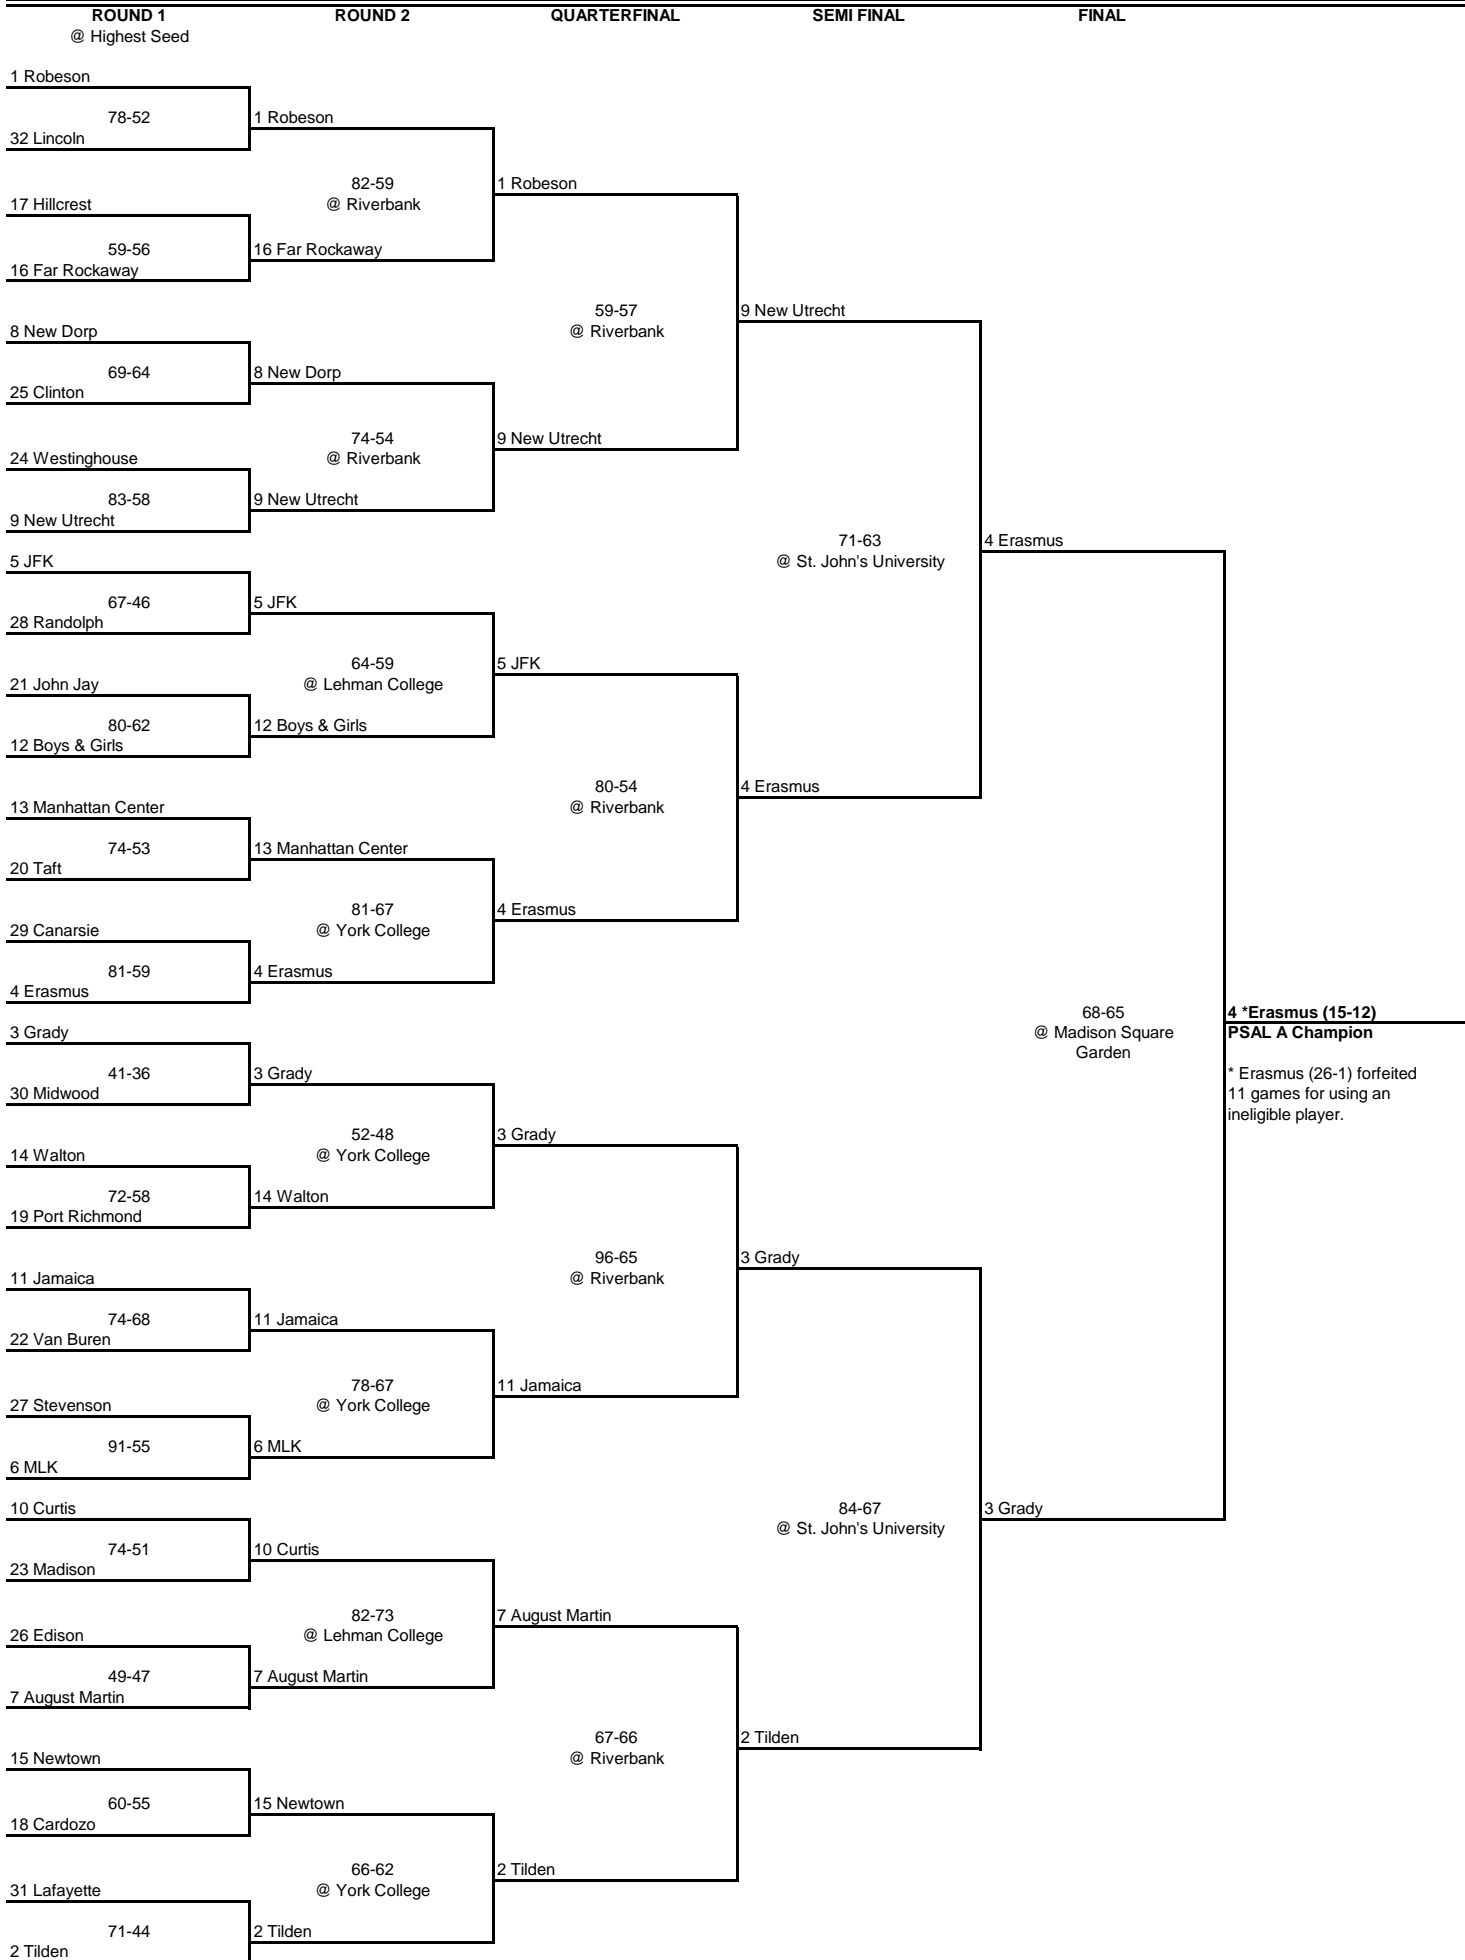 ROUND 1 ROUND 2 QUARTERFINAL SEMI FINAL FINAL
@ Highest Seed
1 Robeson
78-52 1 Robeson
32 Lincoln
82-59 1 Robeson
17 Hillcrest @ Riverbank
59-56 16 Far Rockaway
16 Far Rockaway
59-57 9 New Utrecht
8 New Dorp @ Riverbank
69-64 8 New Dorp
25 Clinton
74-54 9 New Utrecht
24 Westinghouse @ Riverbank
83-58 9 New Utrecht
9 New Utrecht
71-63 4 Erasmus
5 JFK @ St. John's University
67-46 5 JFK
28 Randolph
64-59 5 JFK
21 John Jay @ Lehman College
80-62 12 Boys & Girls
12 Boys & Girls
80-54 4 Erasmus
13 Manhattan Center @ Riverbank
74-53 13 Manhattan Center
20 Taft
81-67 4 Erasmus
29 Canarsie @ York College
81-59 4 Erasmus
4 Erasmus
68-65 4 *Erasmus (15-12)
3 Grady @ Madison Square PSAL A Champion
Garden
41-36 3 Grady * Erasmus (26-1) forfeited
30 Midwood 11 games for using an
ineligible player.
52-48 3 Grady
14 Walton @ York College
72-58 14 Walton
19 Port Richmond
96-65 3 Grady
11 Jamaica @ Riverbank
74-68 11 Jamaica
22 Van Buren
78-67 11 Jamaica
27 Stevenson @ York College
91-55 6 MLK
6 MLK
10 Curtis 84-67 3 Grady
@ St. John's University
74-51 10 Curtis
23 Madison
82-73 7 August Martin
26 Edison @ Lehman College
49-47 7 August Martin
7 August Martin
67-66 2 Tilden
15 Newtown @ Riverbank
60-55 15 Newtown
18 Cardozo
66-62 2 Tilden
31 Lafayette @ York College
71-44 2 Tilden
2 Tilden